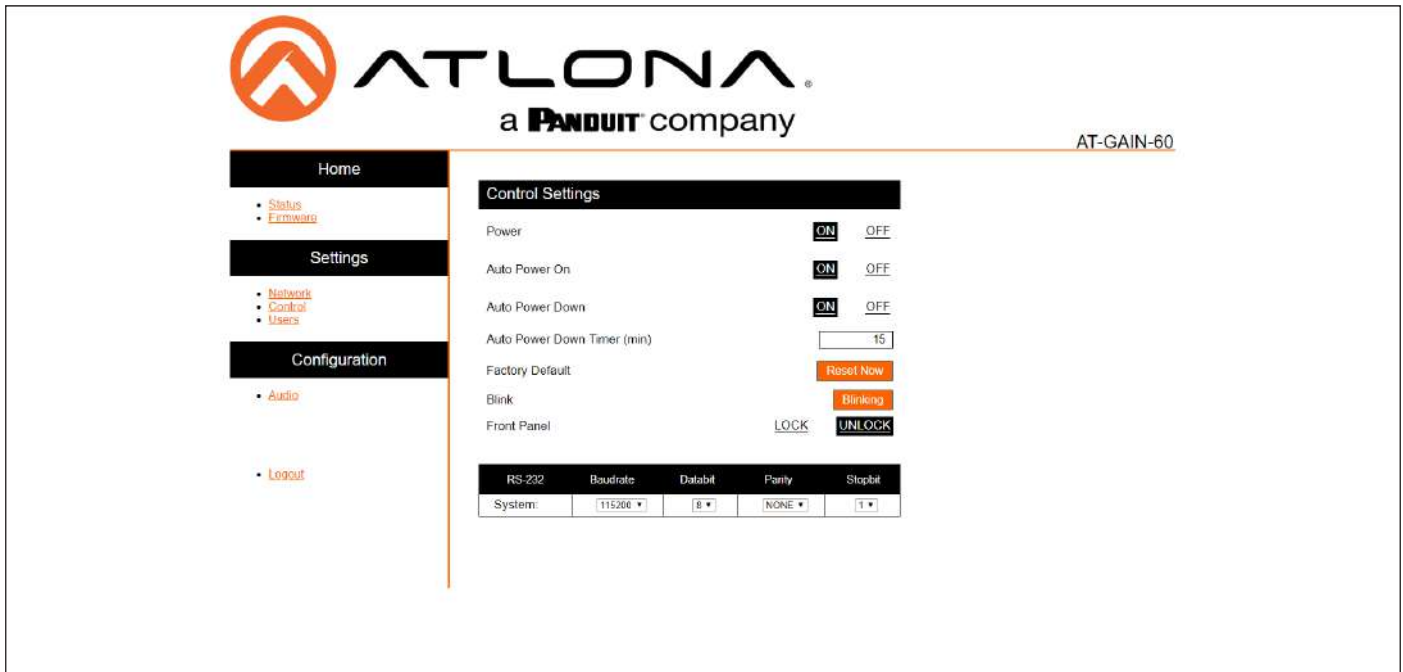 ATLONA®
a PANDUIT company
AT-GAIN-60
Home
Status
Firmware
Settings
Network
Control
Users
Configuration
Audio
Logout
Control Settings
Power ON OFF
Auto Power On ON OFF
Auto Power Down ON OFF
Auto Power Down Timer (min) 15
Factory Default Reset Now
Blink Blinking
Front Panel LOCK UNLOCK
RS-232 Baudrate Databit Parity Stopbit
System: 115200 8 NONE 1